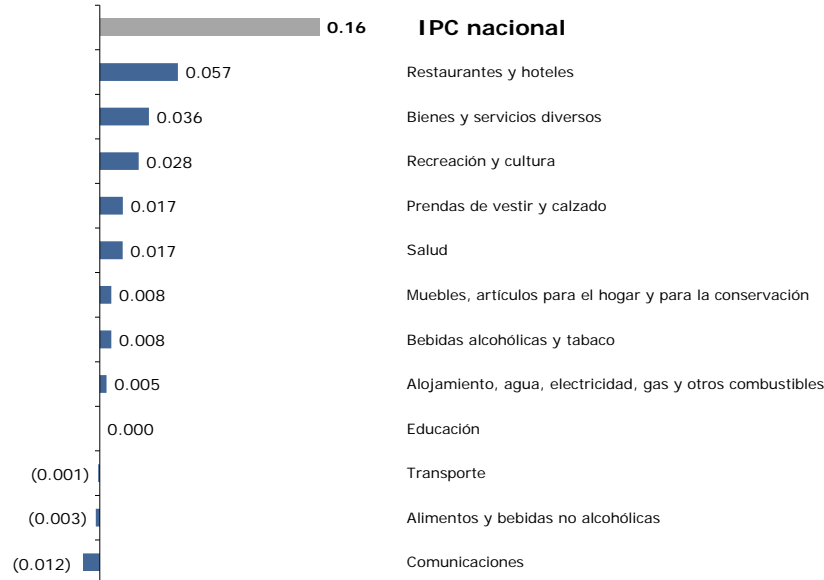 0.16 IPC nacional
0.057 Restaurantes y hoteles
0.036 Bienes y servicios diversos
0.028 Recreación y cultura
0.017 Prendas de vestir y calzado
0.017 Salud
0.008 Muebles, artículos para el hogar y para la conservación
0.008 Bebidas alcohólicas y tabaco
0.005 Alojamiento, agua, electricidad, gas y otros combustibles
0.000 Educación
(0.001) Transporte
(0.003) Alimentos y bebidas no alcohólicas
(0.012) Comunicaciones